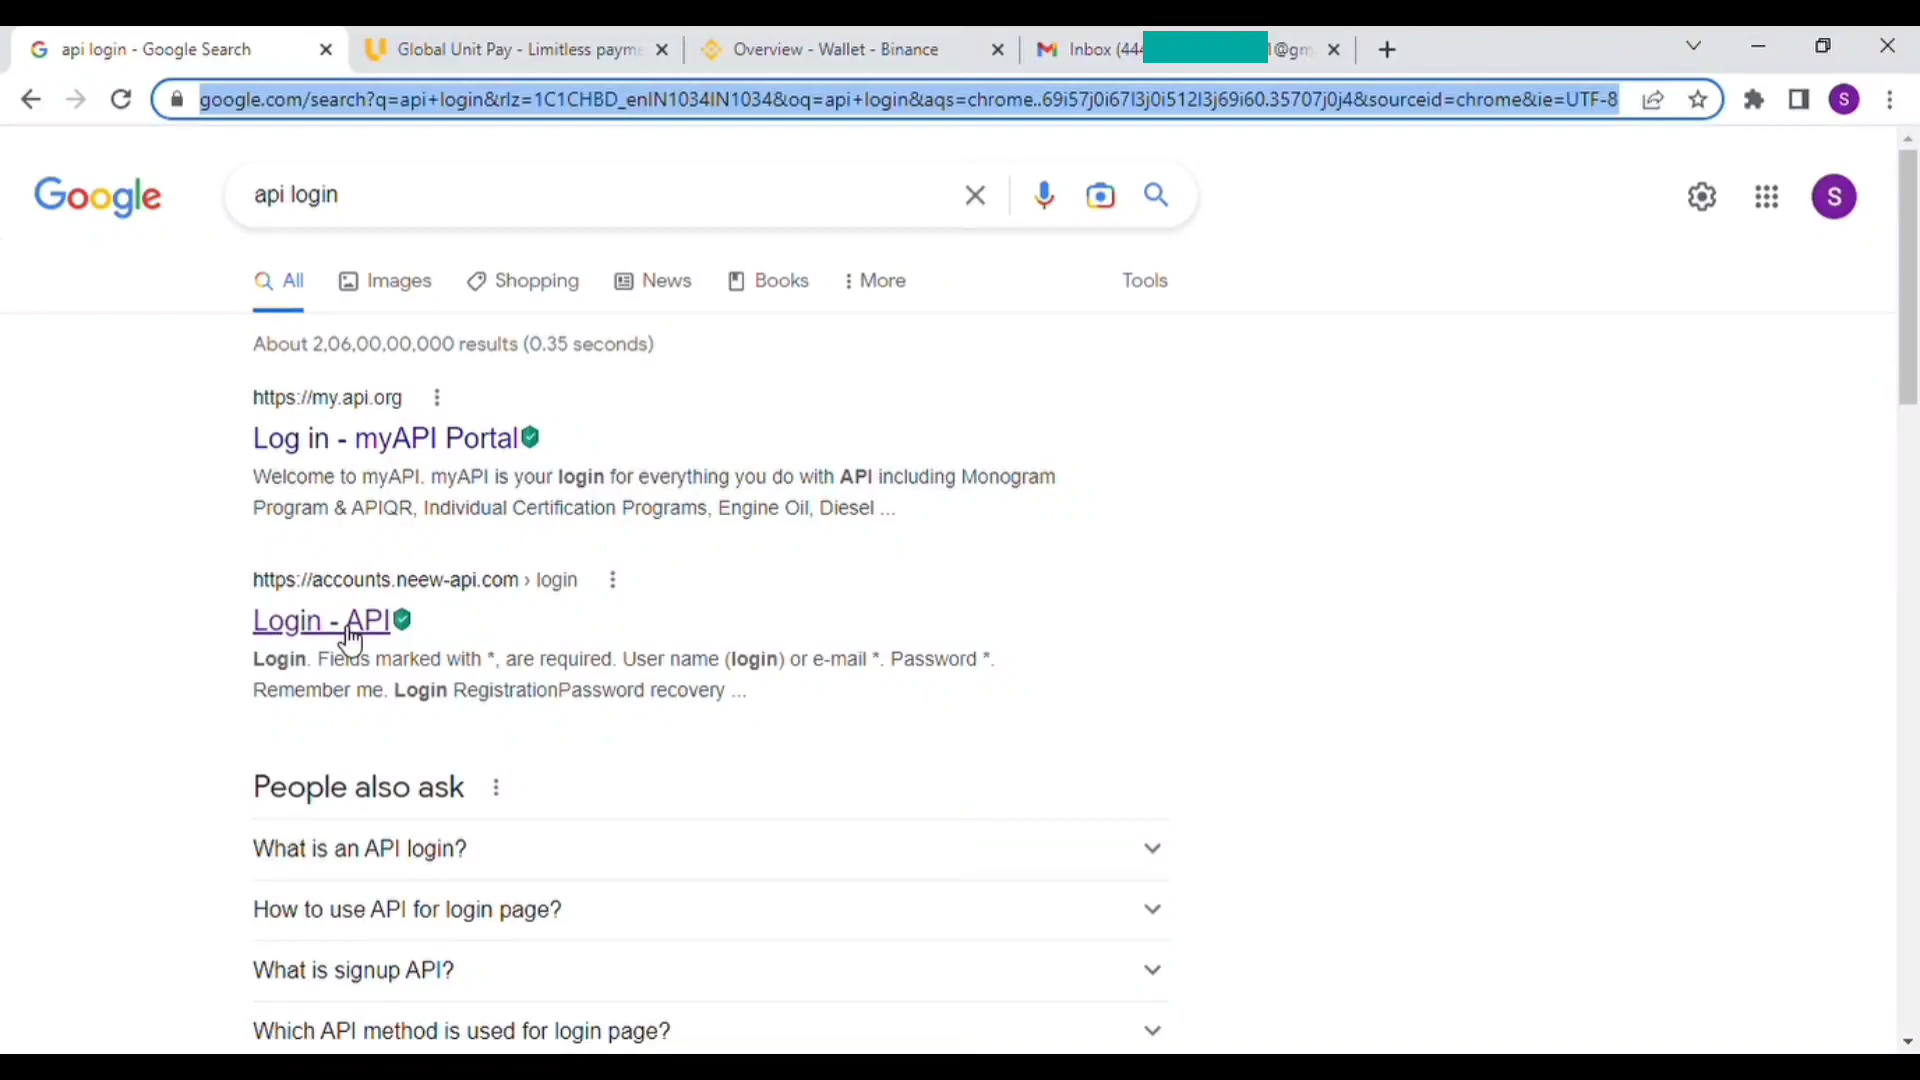 api login - Google Search
Global Unit Pay - Limitless payme
Overview - Wallet - Binance
Inbox (444
@gm
google.com/search?q=api+login&rlz=1C1CHBD_enIN1034IN1034&oq=api+login&aqs=chrome..69i57j0i67l3j0i512l3j69i60.35707j0j4&sourceid=chrome&ie=UTF-8
S
Google
api login
S
All
Images
Shopping
News
Books
More
Tools
About 2,06,00,00,000 results (0.35 seconds)
https://my.api.org
Log in - myAPI Portal
Welcome to myAPI. myAPI is your login for everything you do with API including Monogram
Program & APIQR, Individual Certification Programs, Engine Oil, Diesel ...
https://accounts.neew-api.com › login
Login - API
Login. Fields marked with *, are required. User name (login) or e-mail *. Password *.
Remember me. Login RegistrationPassword recovery ...
People also ask
What is an API login?
How to use API for login page?
What is signup API?
Which API method is used for login page?